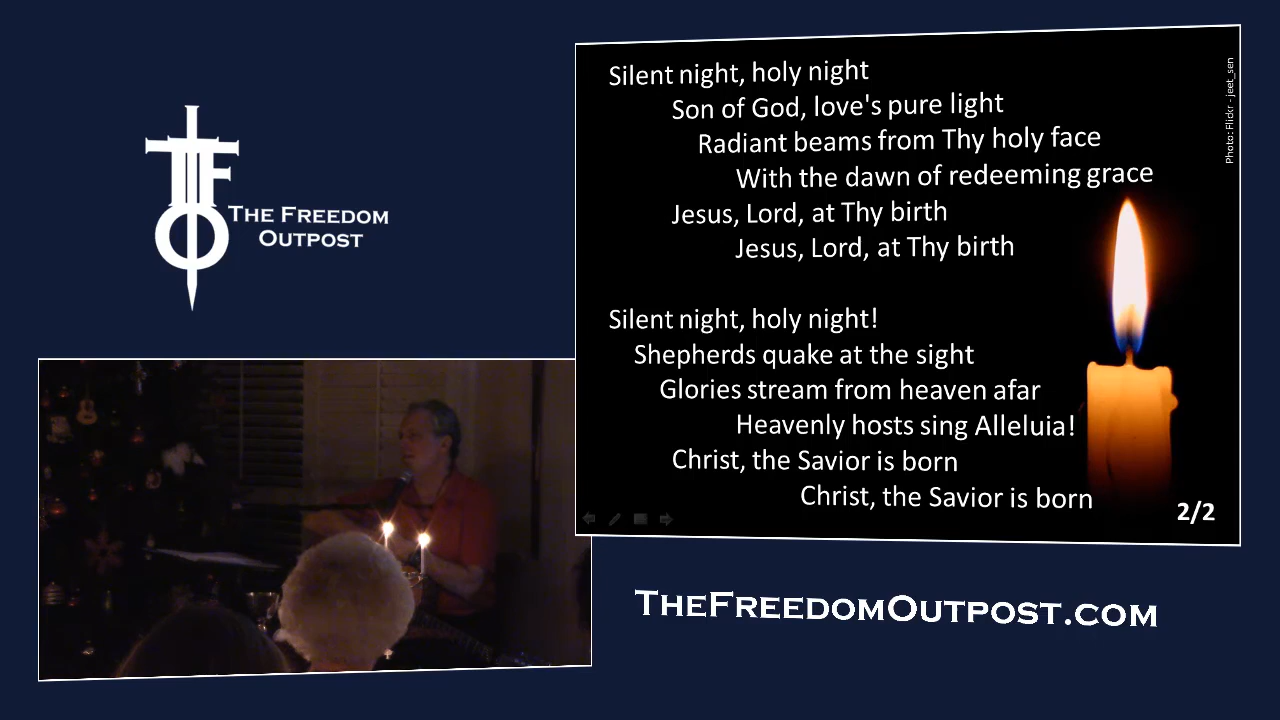 TFO
THE FREEDOM
OUTPOST
Silent night, holy night
Son of God, love's pure light
Radiant beams from Thy holy face
With the dawn of redeeming grace
Jesus, Lord, at Thy birth
Jesus, Lord, at Thy birth
Silent night, holy night!
Shepherds quake at the sight
Glories stream from heaven afar
Heavenly hosts sing Alleluia!
Christ, the Savior is born
Christ, the Savior is born
2/2
Photo: Flickr - jeet_sen
THEFREEDOMOUTPOST.COM